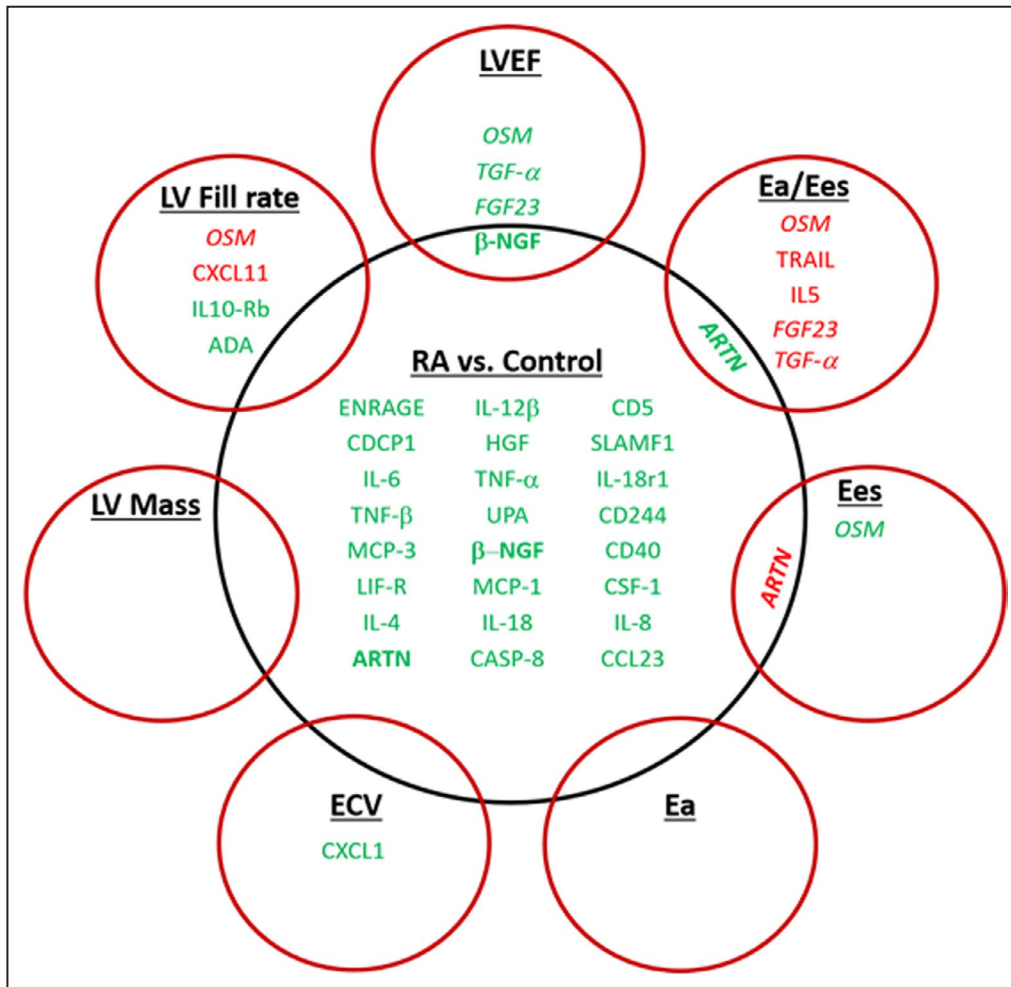 LVEF
OSM
TGF-α
FGF23
β-NGF
LV Fill rate
OSM
CXCL11
IL10-Rb
ADA
Ea/Ees
OSM
TRAIL
IL5
FGF23
TGF-α
ARTN
RA vs. Control
ENRAGE IL-12β CD5
CDCP1 HGF SLAMF1
IL-6 TNF-α IL-18r1
TNF-β UPA CD244
MCP-3 β–NGF CD40
LIF-R MCP-1 CSF-1
IL-4 IL-18 IL-8
ARTN CASP-8 CCL23
LV Mass
Ees
OSM
ARTN
ECV
CXCL1
Ea